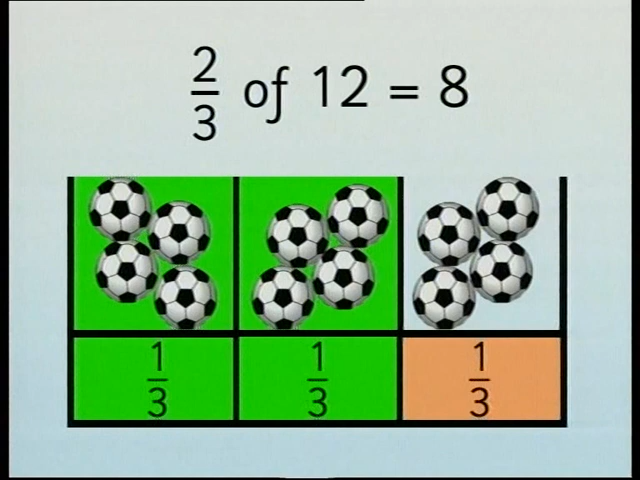 2/3 of 12 = 8
1/3 1/3 1/3